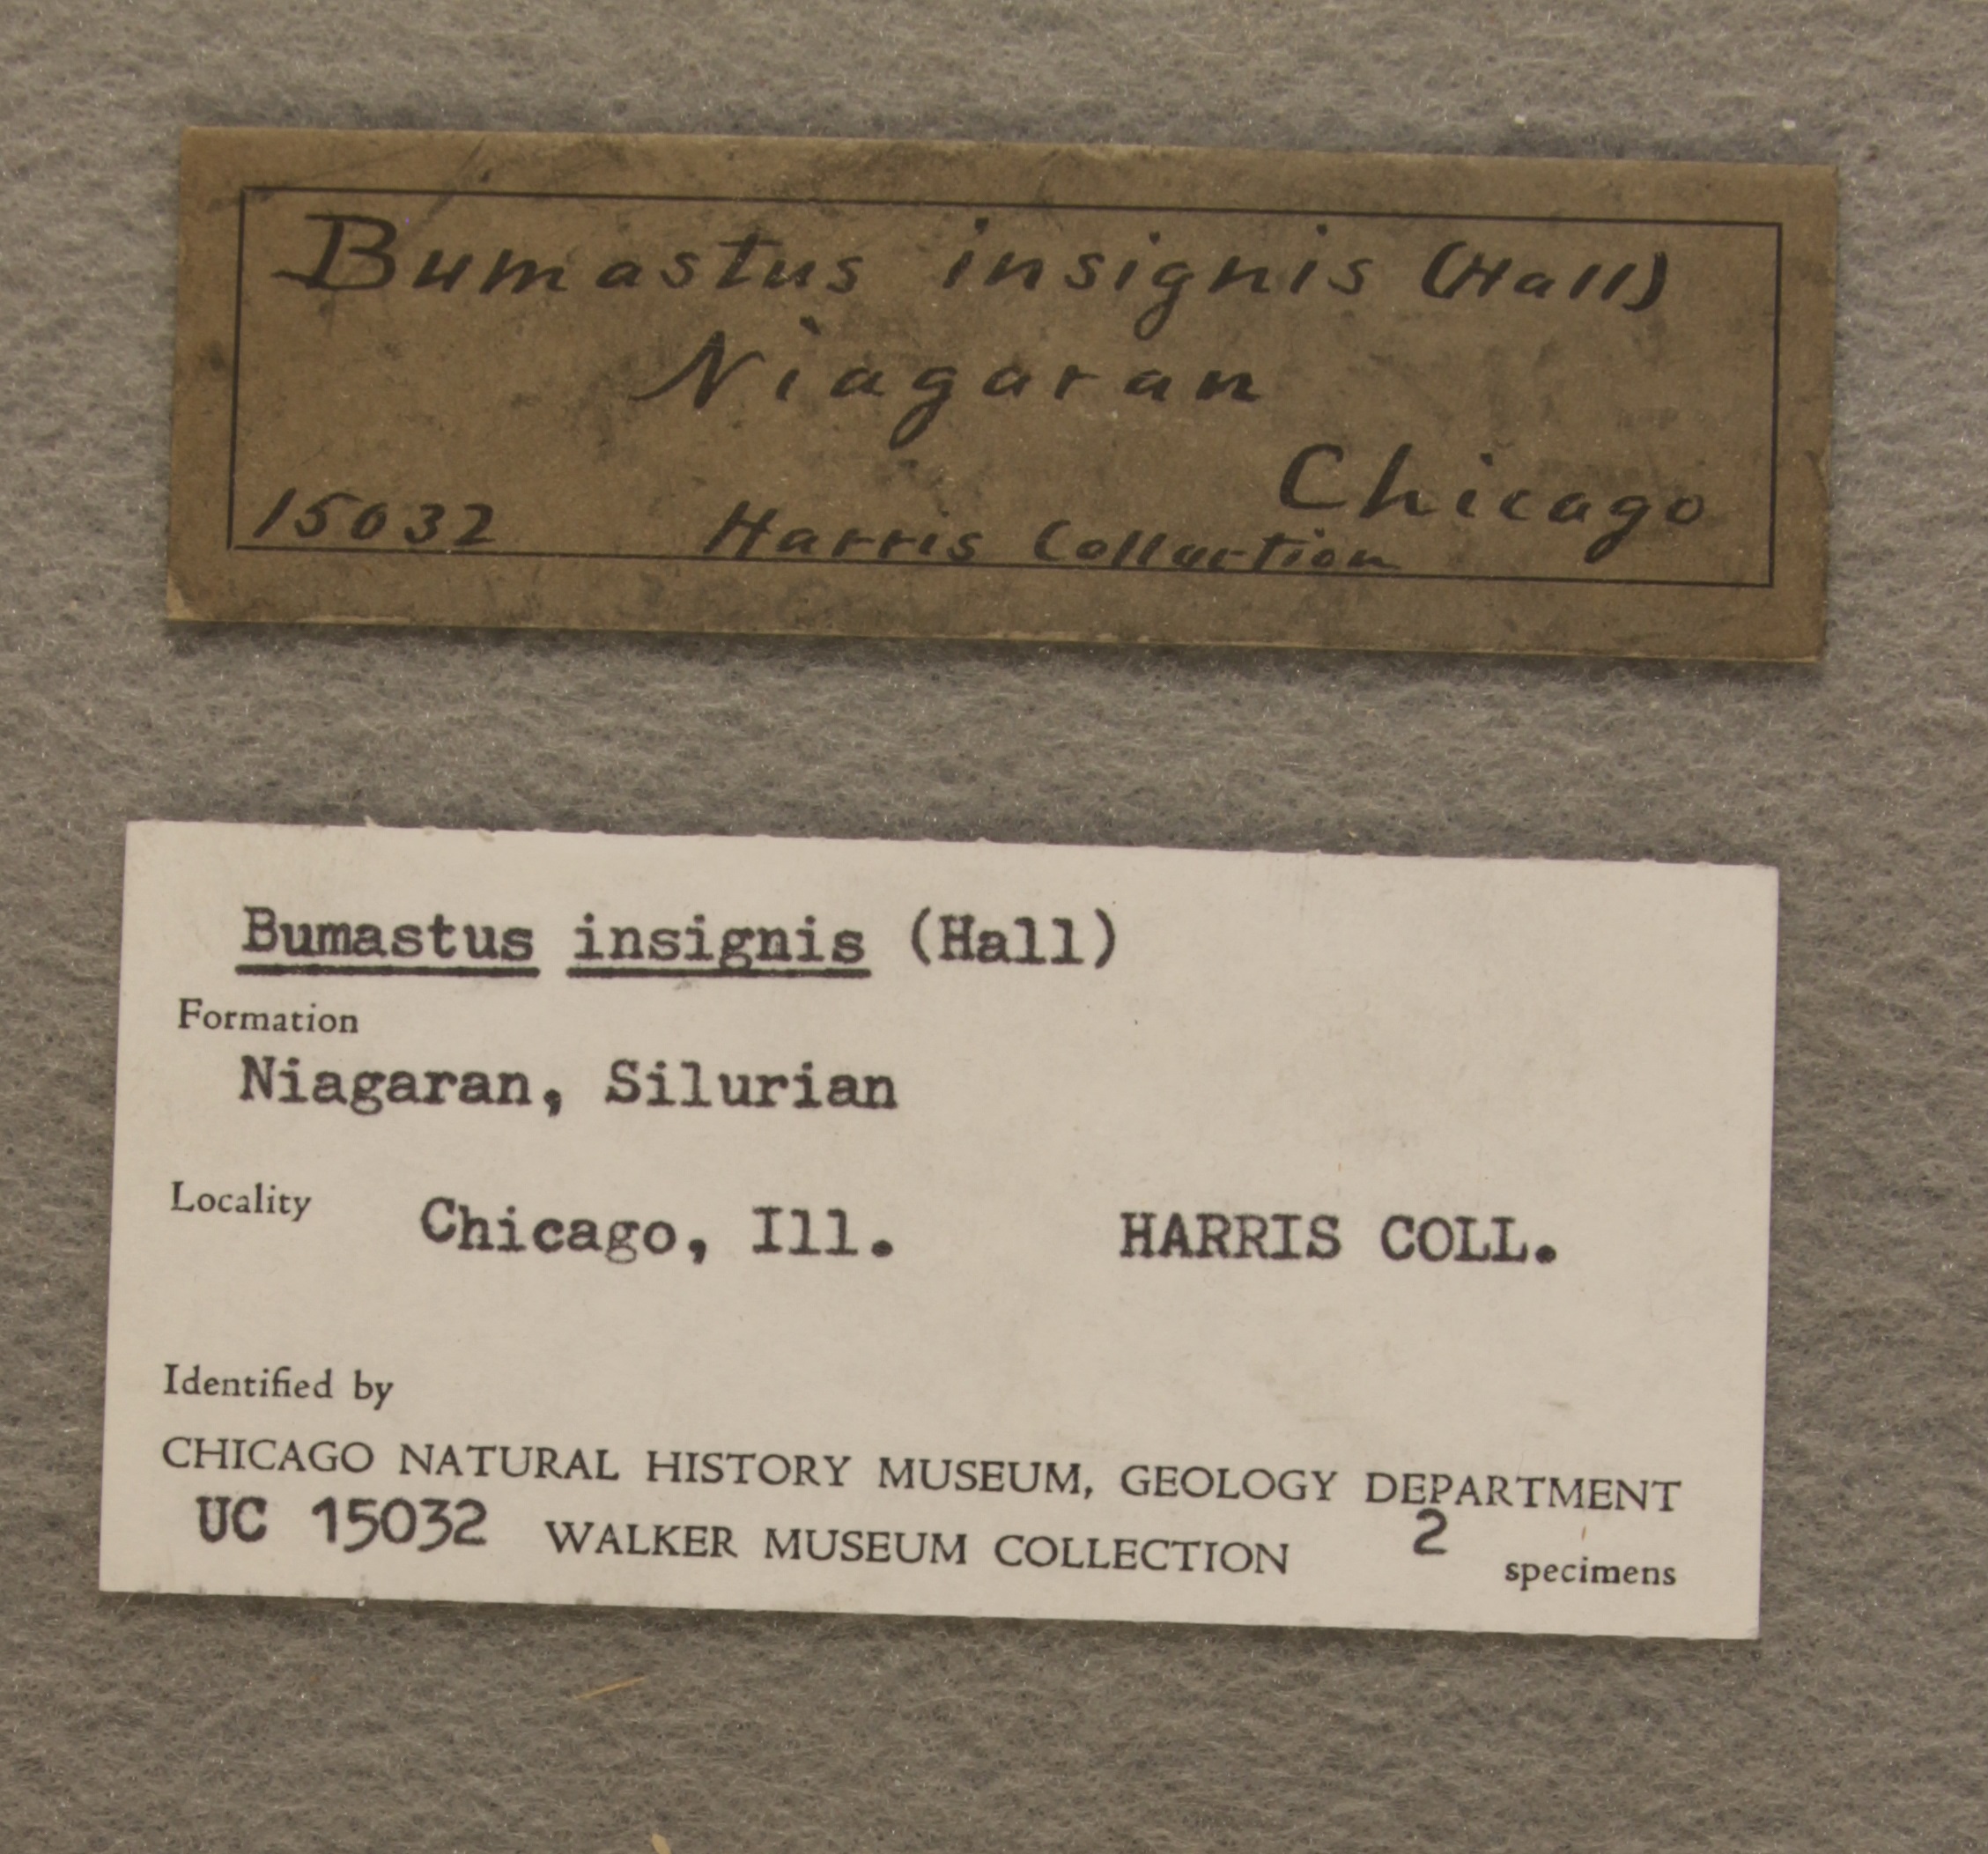 Bumastus insignis (Hall)
Niagaran
Chicago
15032 Harris Collection
Bumastus insignis (Hall)
Formation
Niagaran, Silurian
Locality Chicago, Ill. HARRIS COLL.
Identified by
CHICAGO NATURAL HISTORY MUSEUM, GEOLOGY DEPARTMENT
UC 15032 WALKER MUSEUM COLLECTION 2 specimens